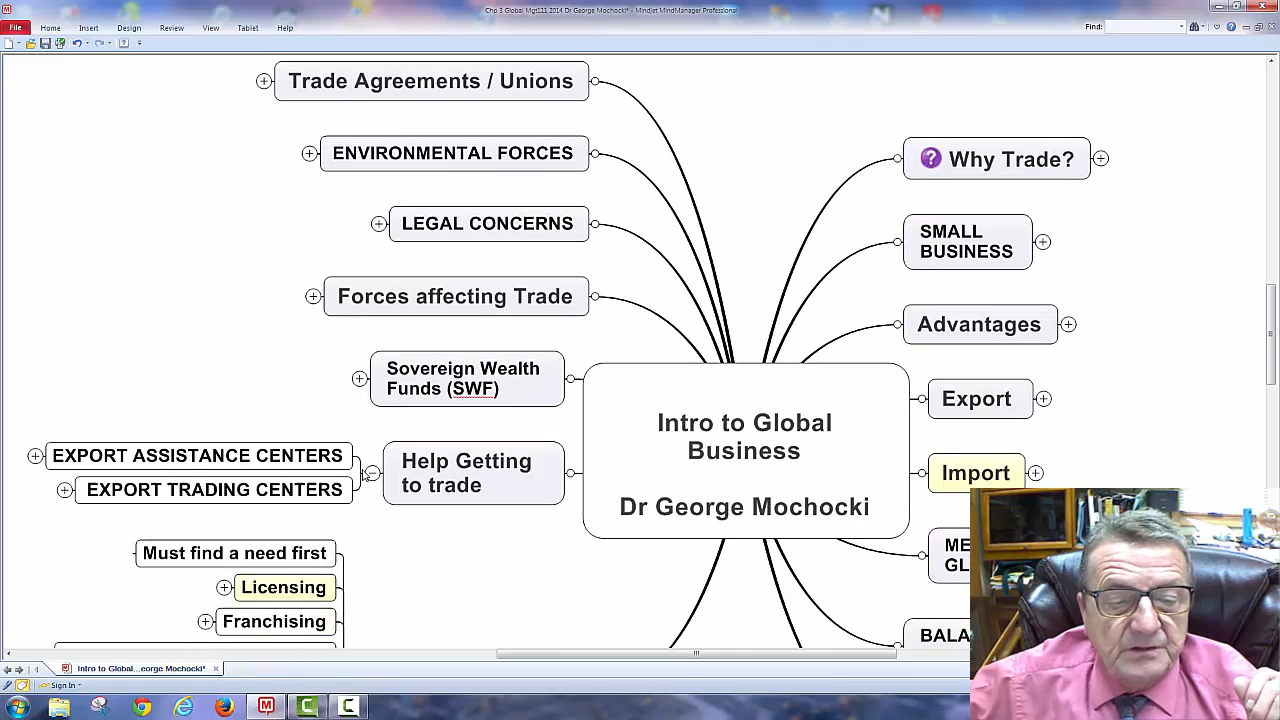 Chp 3 Global Mgt111 2014 Dr George Mochocki* - Mindjet MindManager Professional
File Home Insert Design Review View Tablet Help Find:
Trade Agreements / Unions
ENVIRONMENTAL FORCES
LEGAL CONCERNS
Forces affecting Trade
Sovereign Wealth
Funds (SWF)
EXPORT ASSISTANCE CENTERS
EXPORT TRADING CENTERS
Help Getting
to trade
Must find a need first
Licensing
Franchising
Intro to Global
Business
Dr George Mochocki
? Why Trade?
SMALL
BUSINESS
Advantages
Export
Import
ME
GL
BALA
Intro to Global...eorge Mochocki*
Sign In